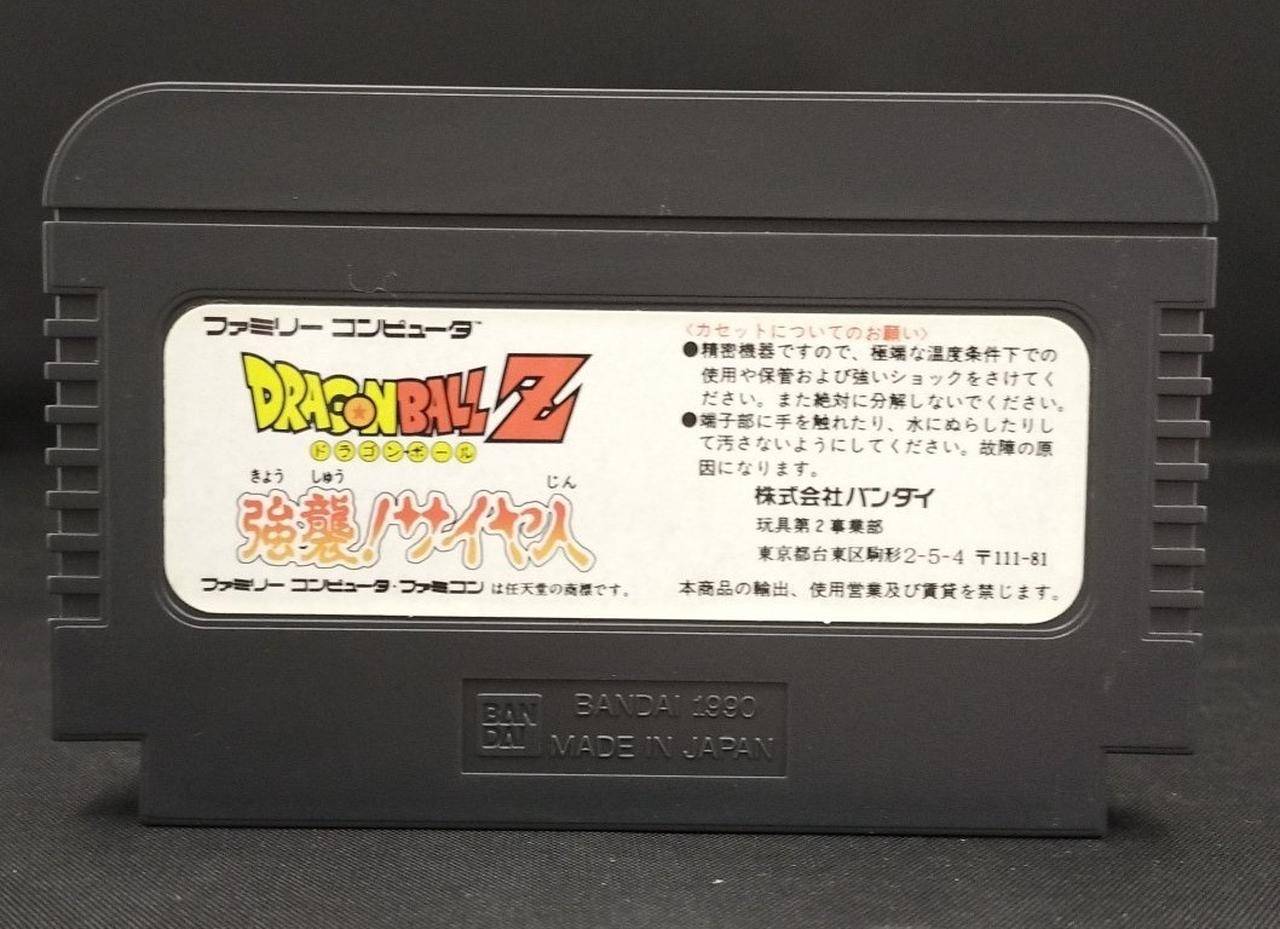 ファミリー コンピュータ™
DRAGON BALL Z
ドラゴンボール
きょう しゅう じん
強襲！サイヤ人
ファミリー コンピュータ・ファミコン は任天堂の商標です。
〈カセットについてのお願い〉
●精密機器ですので、極端な温度条件下での
使用や保管および強いショックをさけてく
ださい。また絶対に分解しないでください。
●端子部に手を触れたり、水にぬらしたりし
て汚さないようにしてください。故障の原
因になります。
株式会社バンダイ
玩具第2事業部
東京都台東区駒形2-5-4 〒111-81
本商品の輸出、使用営業及び賃貸を禁じます。
BAN
DAI
BANDAI 1990
MADE IN JAPAN